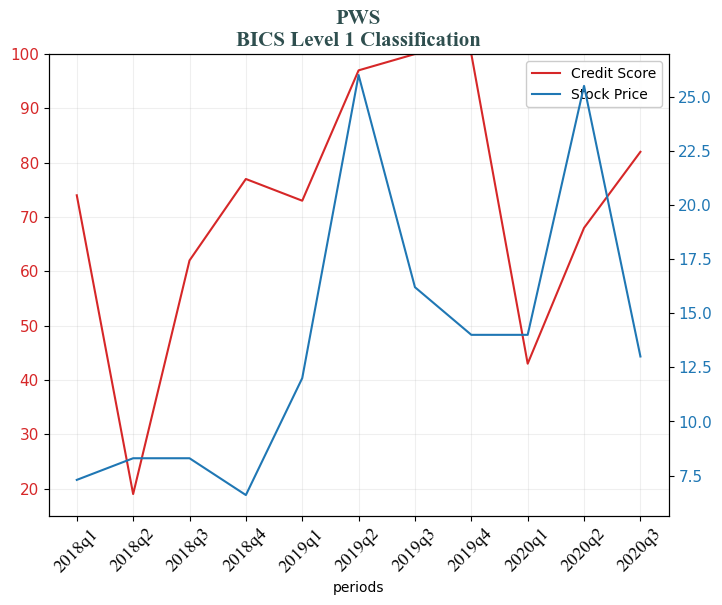 PWS
BICS Level 1 Classification
100
90
80
70
60
50
40
30
20
Credit Score
Stock Price
25.0
22.5
20.0
17.5
15.0
12.5
10.0
7.5
2018q1
2018q2
2018q3
2018q4
2019q1
2019q2
2019q3
2019q4
2020q1
2020q2
2020q3
periods